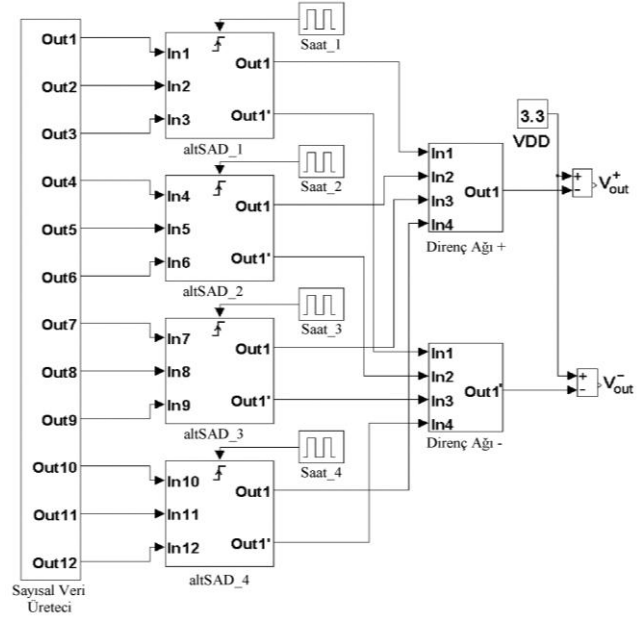 Out1
Out2
Out3
Out4
Out5
Out6
Out7
Out8
Out9
Out10
Out11
Out12
Sayısal Veri
Üreteci
Saat_1
In1
In2
In3
Out1
Out1'
altSAD_1
Saat_2
In4
In5
In6
Out1
Out1'
altSAD_2
Saat_3
In7
In8
In9
Out1
Out1'
altSAD_3
Saat_4
In10
In11
In12
Out1
Out1'
altSAD_4
In1
In2
In3
In4
Out1
Direnç Ağı +
In1
In2
In3
In4
Out1'
Direnç Ağı -
3.3
VDD
+
-
V+out
+
-
V-out